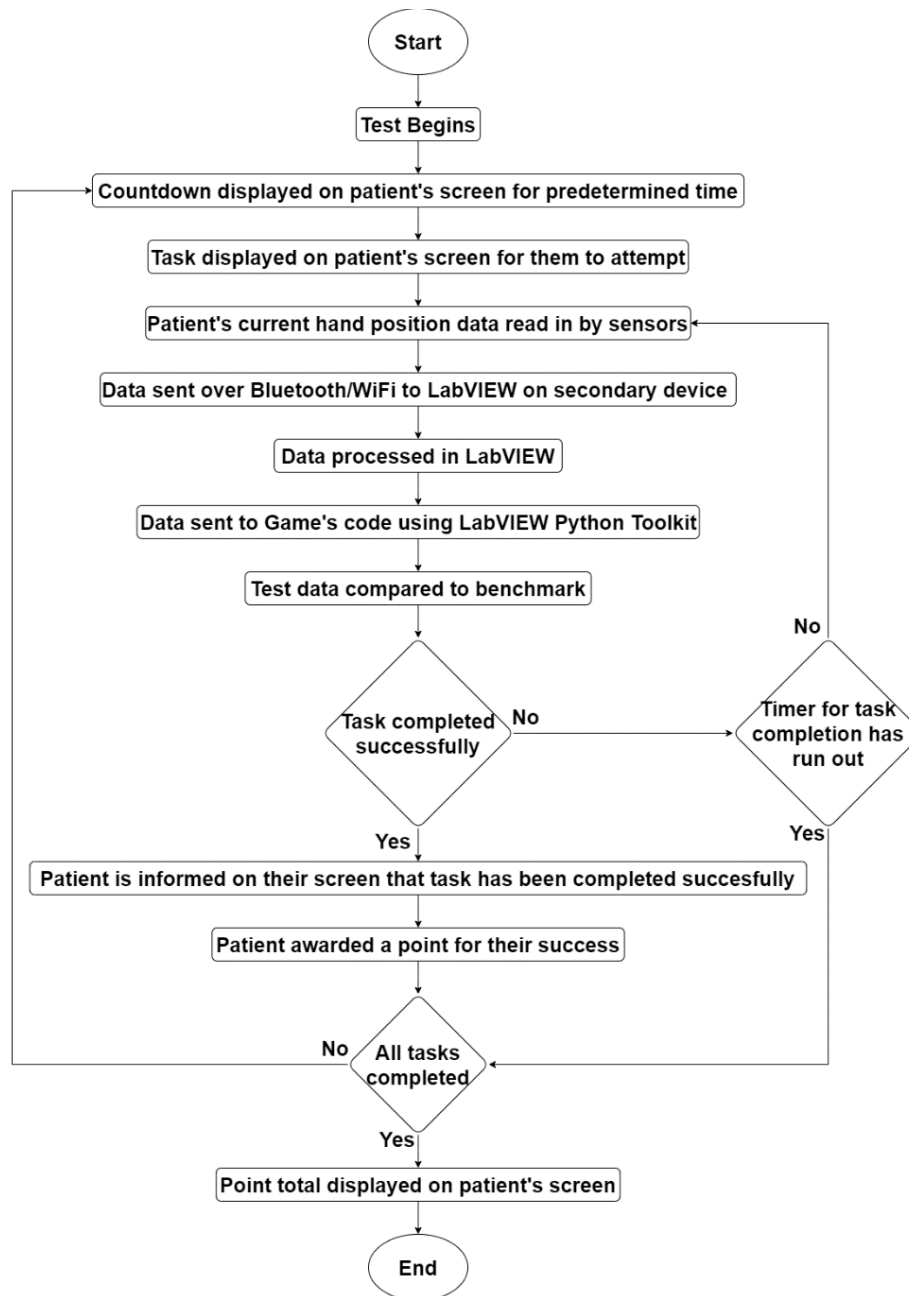 Start
Test Begins
Countdown displayed on patient's screen for predetermined time
Task displayed on patient's screen for them to attempt
Patient's current hand position data read in by sensors
Data sent over Bluetooth/WiFi to LabVIEW on secondary device
Data processed in LabVIEW
Data sent to Game's code using LabVIEW Python Toolkit
Test data compared to benchmark
No
Task completed
successfully
No
Timer for task
completion has
run out
Yes
Yes
Patient is informed on their screen that task has been completed succesfully
Patient awarded a point for their success
No
All tasks
completed
Yes
Point total displayed on patient's screen
End